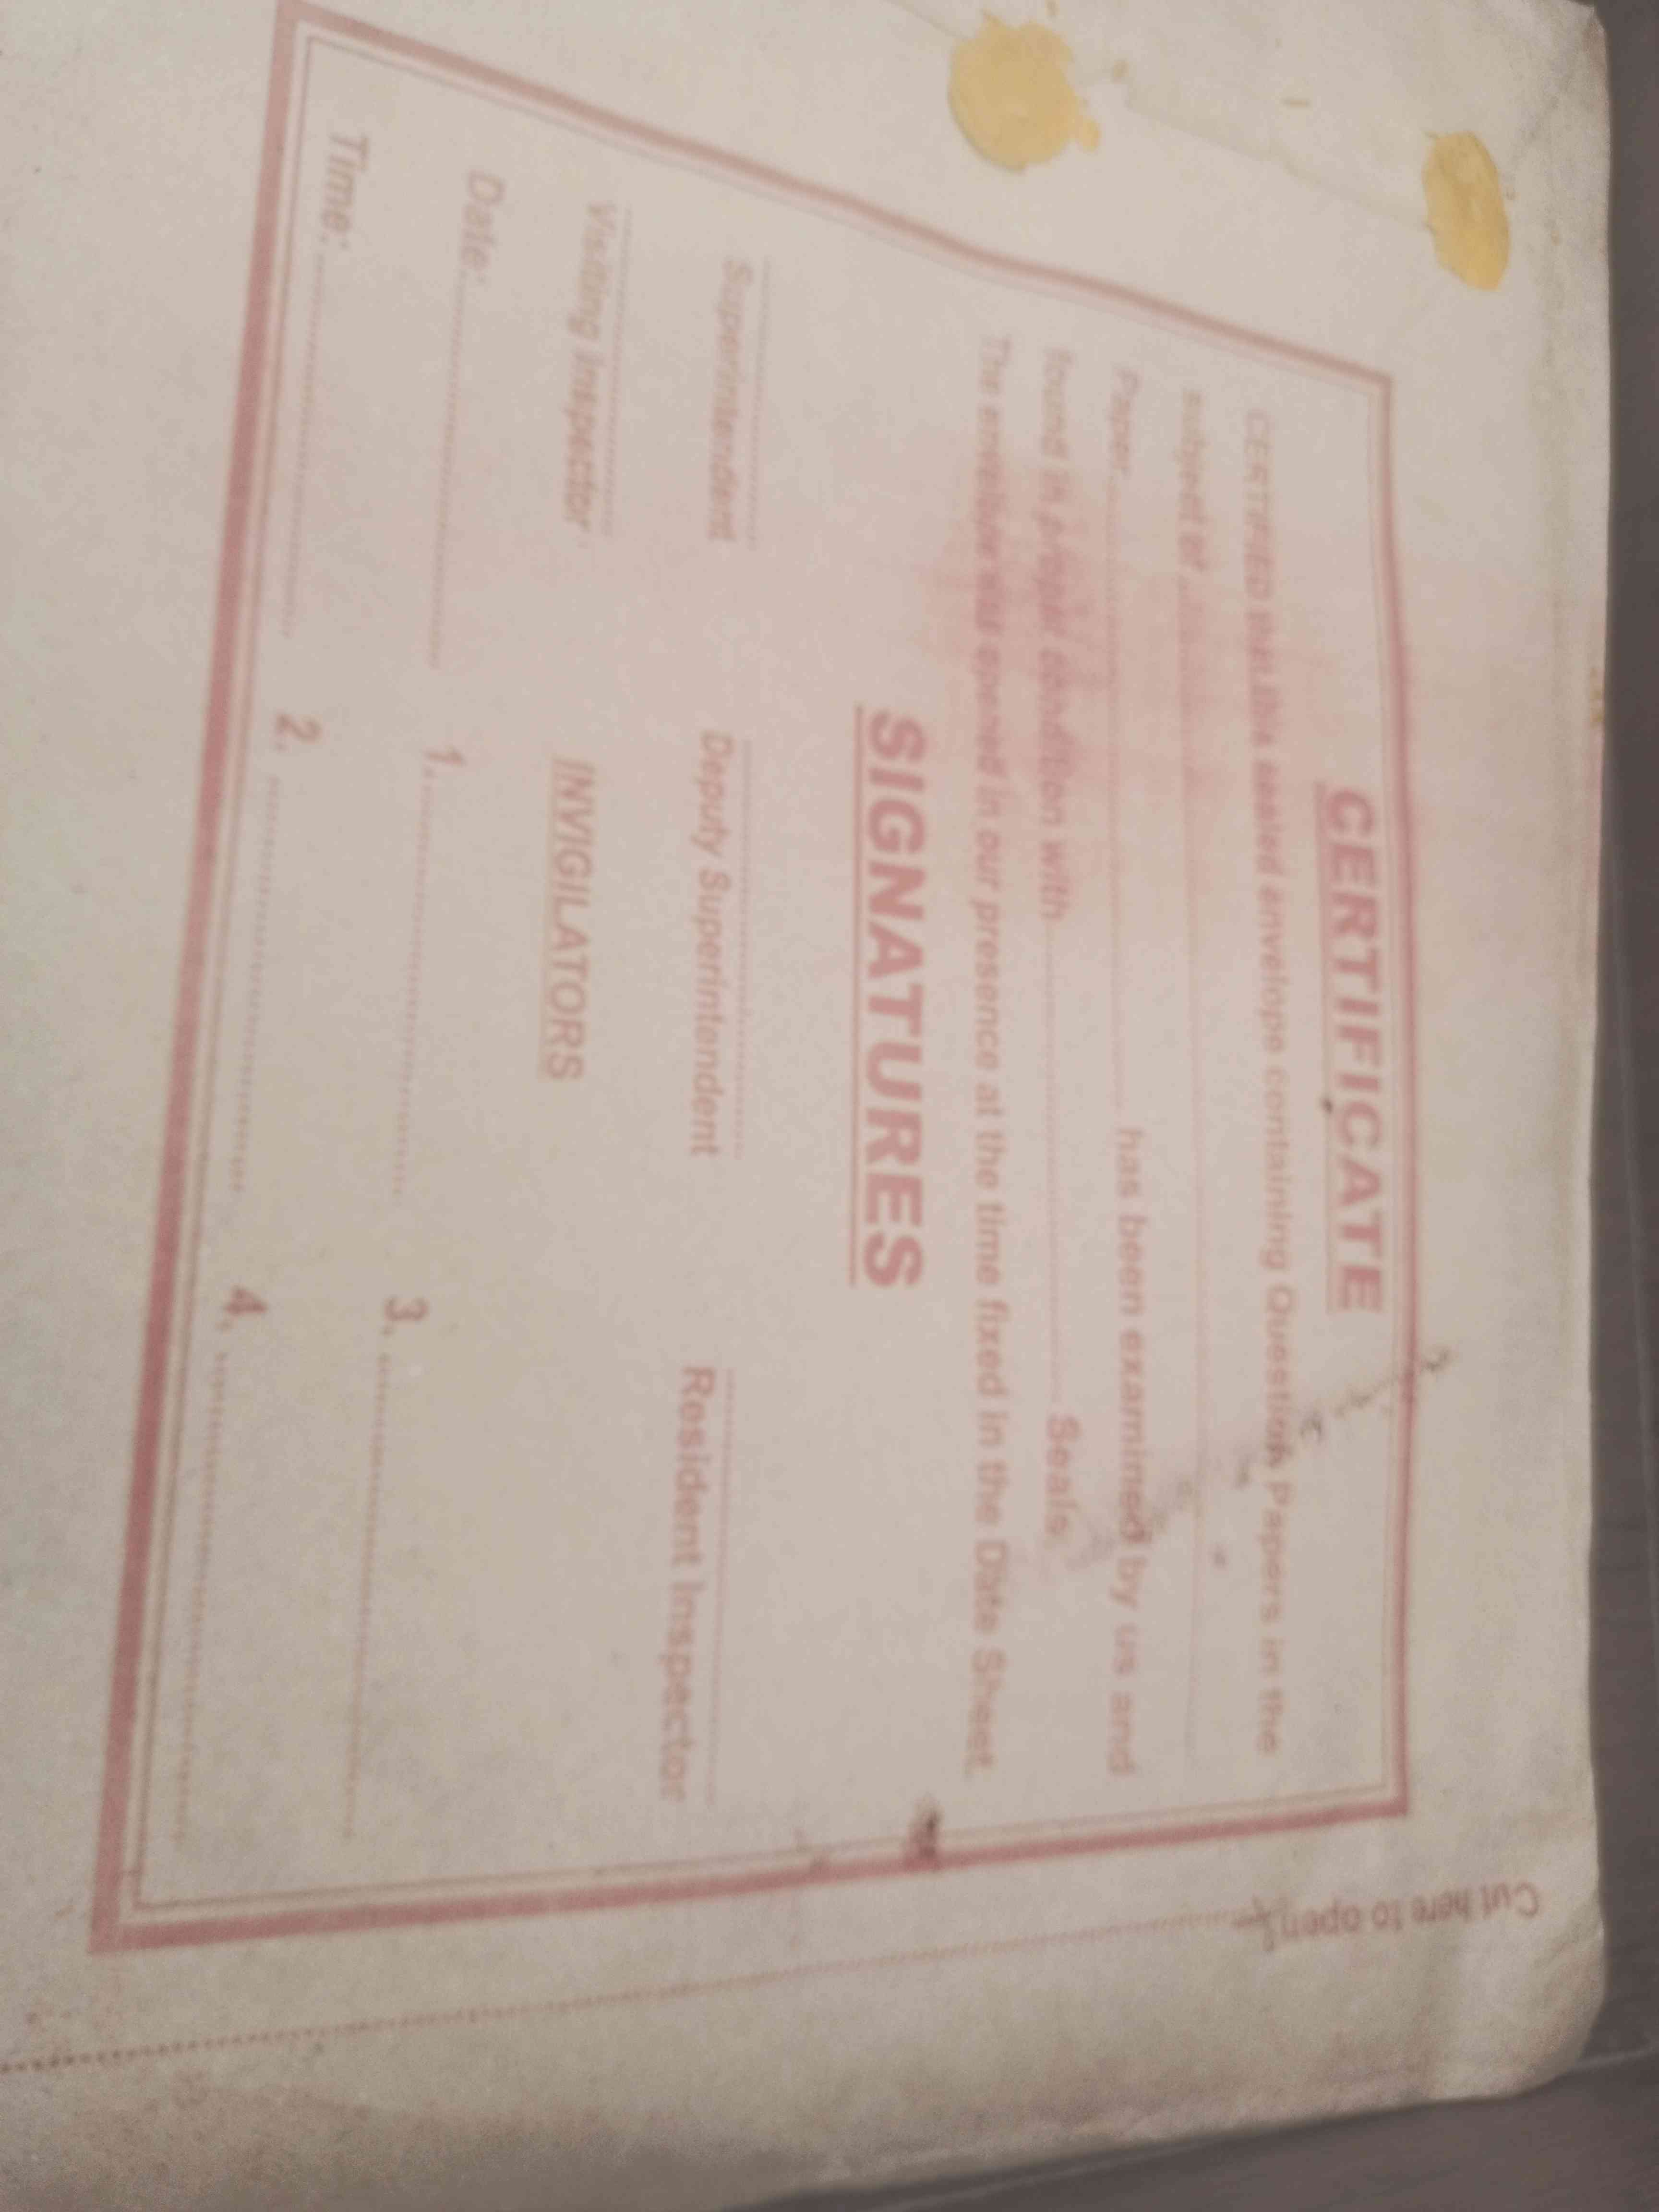 CERTIFICATE
CERTIFIED that this sealed envelope containing Question Papers in the
subject of ..........
Paper .......... has been examined by us and
found in proper condition with .......... Seals.
The envelope was opened in our presence at the time fixed in the Date Sheet.
SIGNATURES
Superintendent Deputy Superintendent Resident Inspector
Visiting Inspector INVIGILATORS
Date: .......... 1. .......... 3. ..........
Time: .......... 2. .......... 4. ..........
Cut here to open